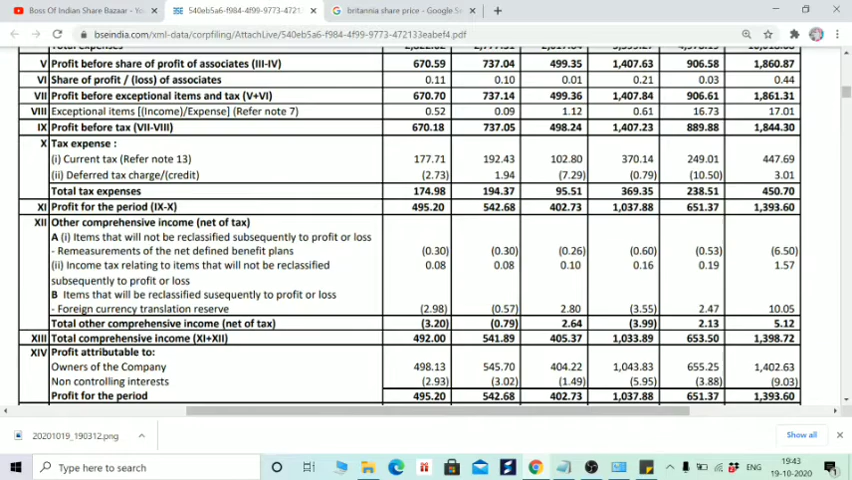 Boss Of Indian Share Bazar - Yo
540eb5a6-f984-4f99-9773-4721
britannia share price - Google Se
bseindia.com/xml-data/corpfiling/AttachLive/540eb5a6-f984-4f99-9773-472133eabef4.pdf
V Profit before share of profit of associates (III-IV) 670.59 737.04 499.35 1,407.63 906.58 1,860.87
VI Share of profit / (loss) of associates 0.11 0.10 0.01 0.21 0.03 0.44
VII Profit before exceptional items and tax (V+VI) 670.70 737.14 499.36 1,407.84 906.61 1,861.31
VIII Exceptional items [(Income)/Expense] (Refer note 7) 0.52 0.09 1.12 0.61 16.73 17.01
IX Profit before tax (VII-VIII) 670.18 737.05 498.24 1,407.23 889.88 1,844.30
X Tax expense :
(i) Current tax (Refer note 13) 177.71 192.43 102.80 370.14 249.01 447.69
(ii) Deferred tax charge/(credit) (2.73) 1.94 (7.29) (0.79) (10.50) 3.01
Total tax expenses 174.98 194.37 95.51 369.35 238.51 450.70
XI Profit for the period (IX-X) 495.20 542.68 402.73 1,037.88 651.37 1,393.60
XII Other comprehensive income (net of tax)
A (i) Items that will not be reclassified subsequently to profit or loss
- Remeasurements of the net defined benefit plans (0.30) (0.30) (0.26) (0.60) (0.53) (6.50)
(ii) Income tax relating to items that will not be reclassified 0.08 0.08 0.10 0.16 0.19 1.57
subsequently to profit or loss
B Items that will be reclassified susequently to profit or loss
- Foreign currency translation reserve (2.98) (0.57) 2.80 (3.55) 2.47 10.05
Total other comprehensive income (net of tax) (3.20) (0.79) 2.64 (3.99) 2.13 5.12
XIII Total comprehensive income (XI+XII) 492.00 541.89 405.37 1,033.89 653.50 1,398.72
XIV Profit attributable to:
Owners of the Company 498.13 545.70 404.22 1,043.83 655.25 1,402.63
Non controlling interests (2.93) (3.02) (1.49) (5.95) (3.88) (9.03)
Profit for the period 495.20 542.68 402.73 1,037.88 651.37 1,393.60
20201019_190312.png
Show all
Type here to search
ENG
19:43
19-10-2020